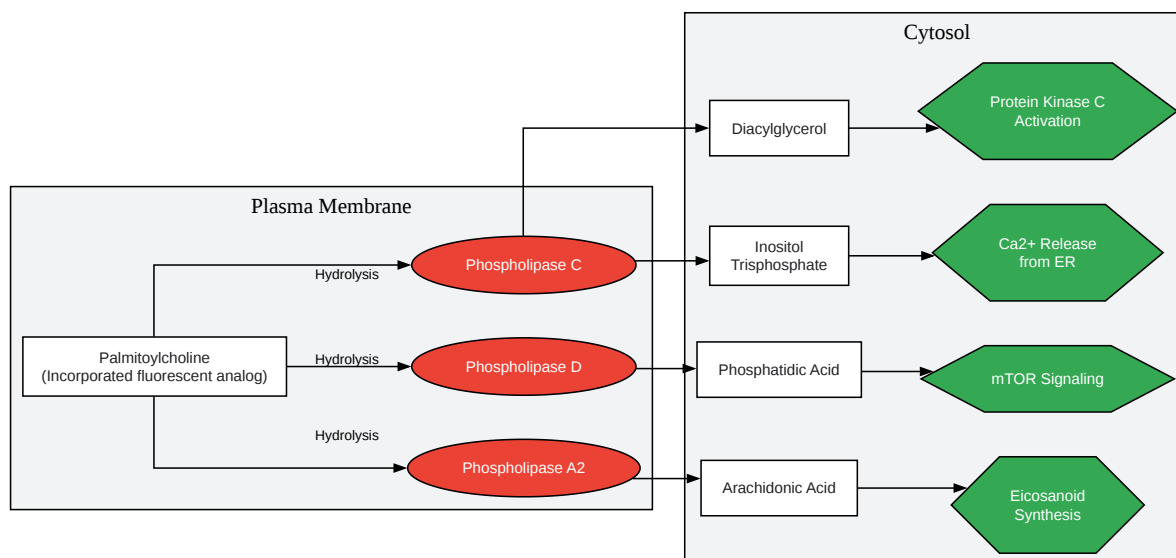 Cytosol
Diacylglycerol
Protein Kinase C
Activation
Plasma Membrane
Hydrolysis
Phospholipase C
Inositol
Trisphosphate
Ca2+ Release
from ER
Palmitoylcholine
(Incorporated fluorescent analog)
Hydrolysis
Phospholipase D
Phosphatidic Acid
mTOR Signaling
Hydrolysis
Phospholipase A2
Arachidonic Acid
Eicosanoid
Synthesis